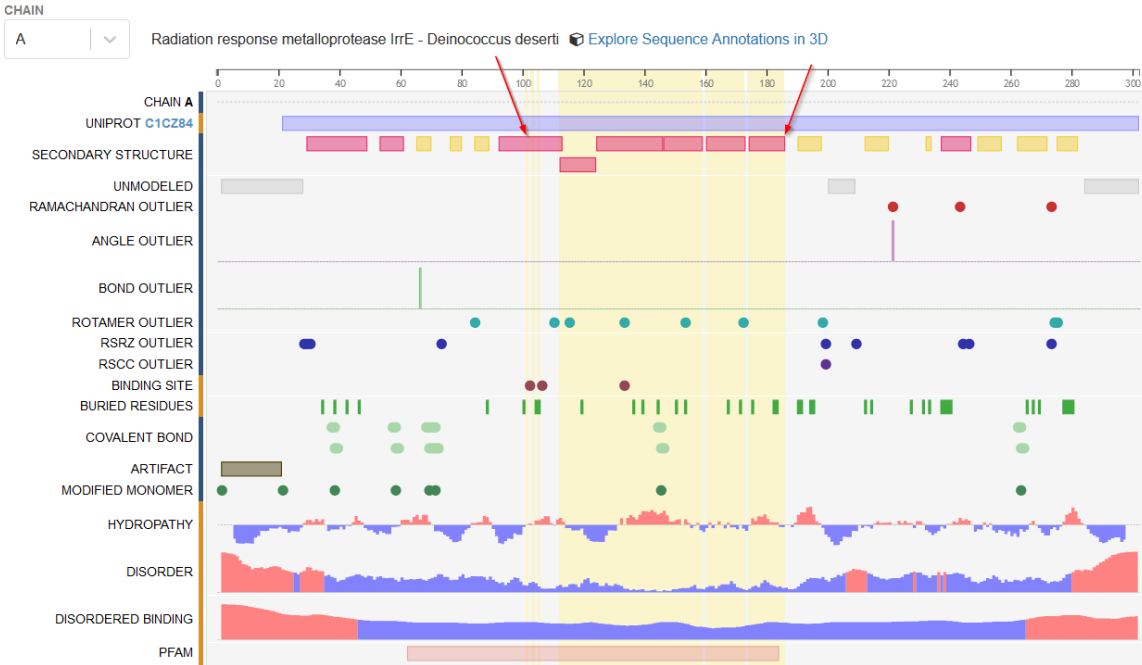 CHAIN
A
Radiation response metalloprotease IrrE - Deinococcus deserti Explore Sequence Annotations in 3D
0 20 40 60 80 100 120 140 160 180 200 220 240 260 280 300
CHAIN A
UNIPROT C1CZ84
SECONDARY STRUCTURE
UNMODELED
RAMACHANDRAN OUTLIER
ANGLE OUTLIER
BOND OUTLIER
ROTAMER OUTLIER
RSRZ OUTLIER
RSCC OUTLIER
BINDING SITE
BURIED RESIDUES
COVALENT BOND
ARTIFACT
MODIFIED MONOMER
HYDROPATHY
DISORDER
DISORDERED BINDING
PFAM